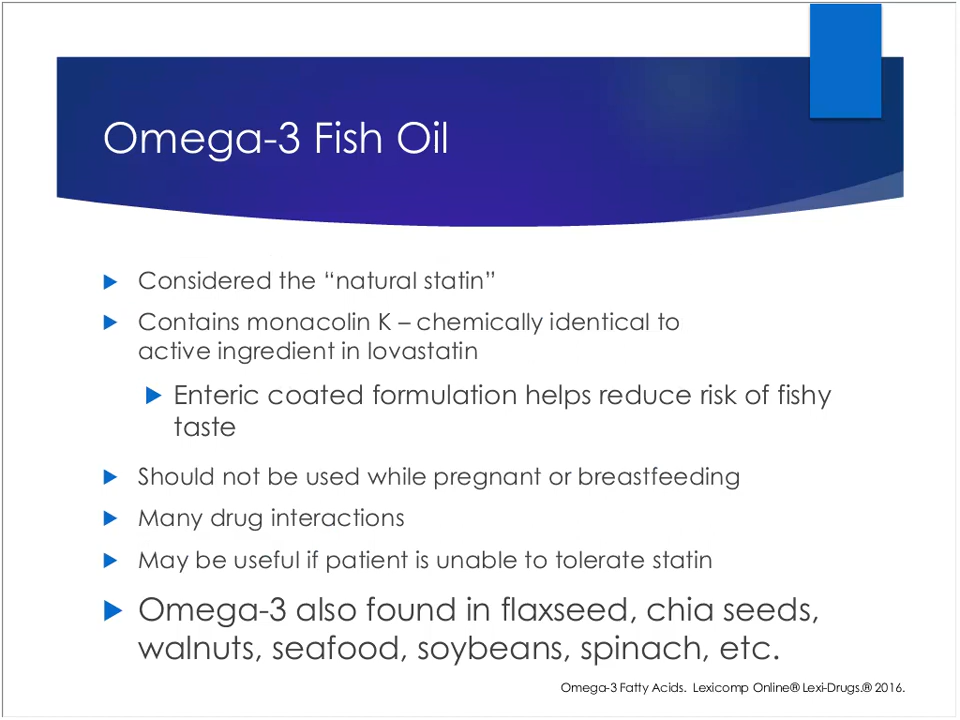 Omega-3 Fish Oil
Considered the “natural statin”
Contains monacolin K – chemically identical to
active ingredient in lovastatin
Enteric coated formulation helps reduce risk of fishy
taste
Should not be used while pregnant or breastfeeding
Many drug interactions
May be useful if patient is unable to tolerate statin
Omega-3 also found in flaxseed, chia seeds,
walnuts, seafood, soybeans, spinach, etc.
Omega-3 Fatty Acids. Lexicomp Online® Lexi-Drugs.® 2016.